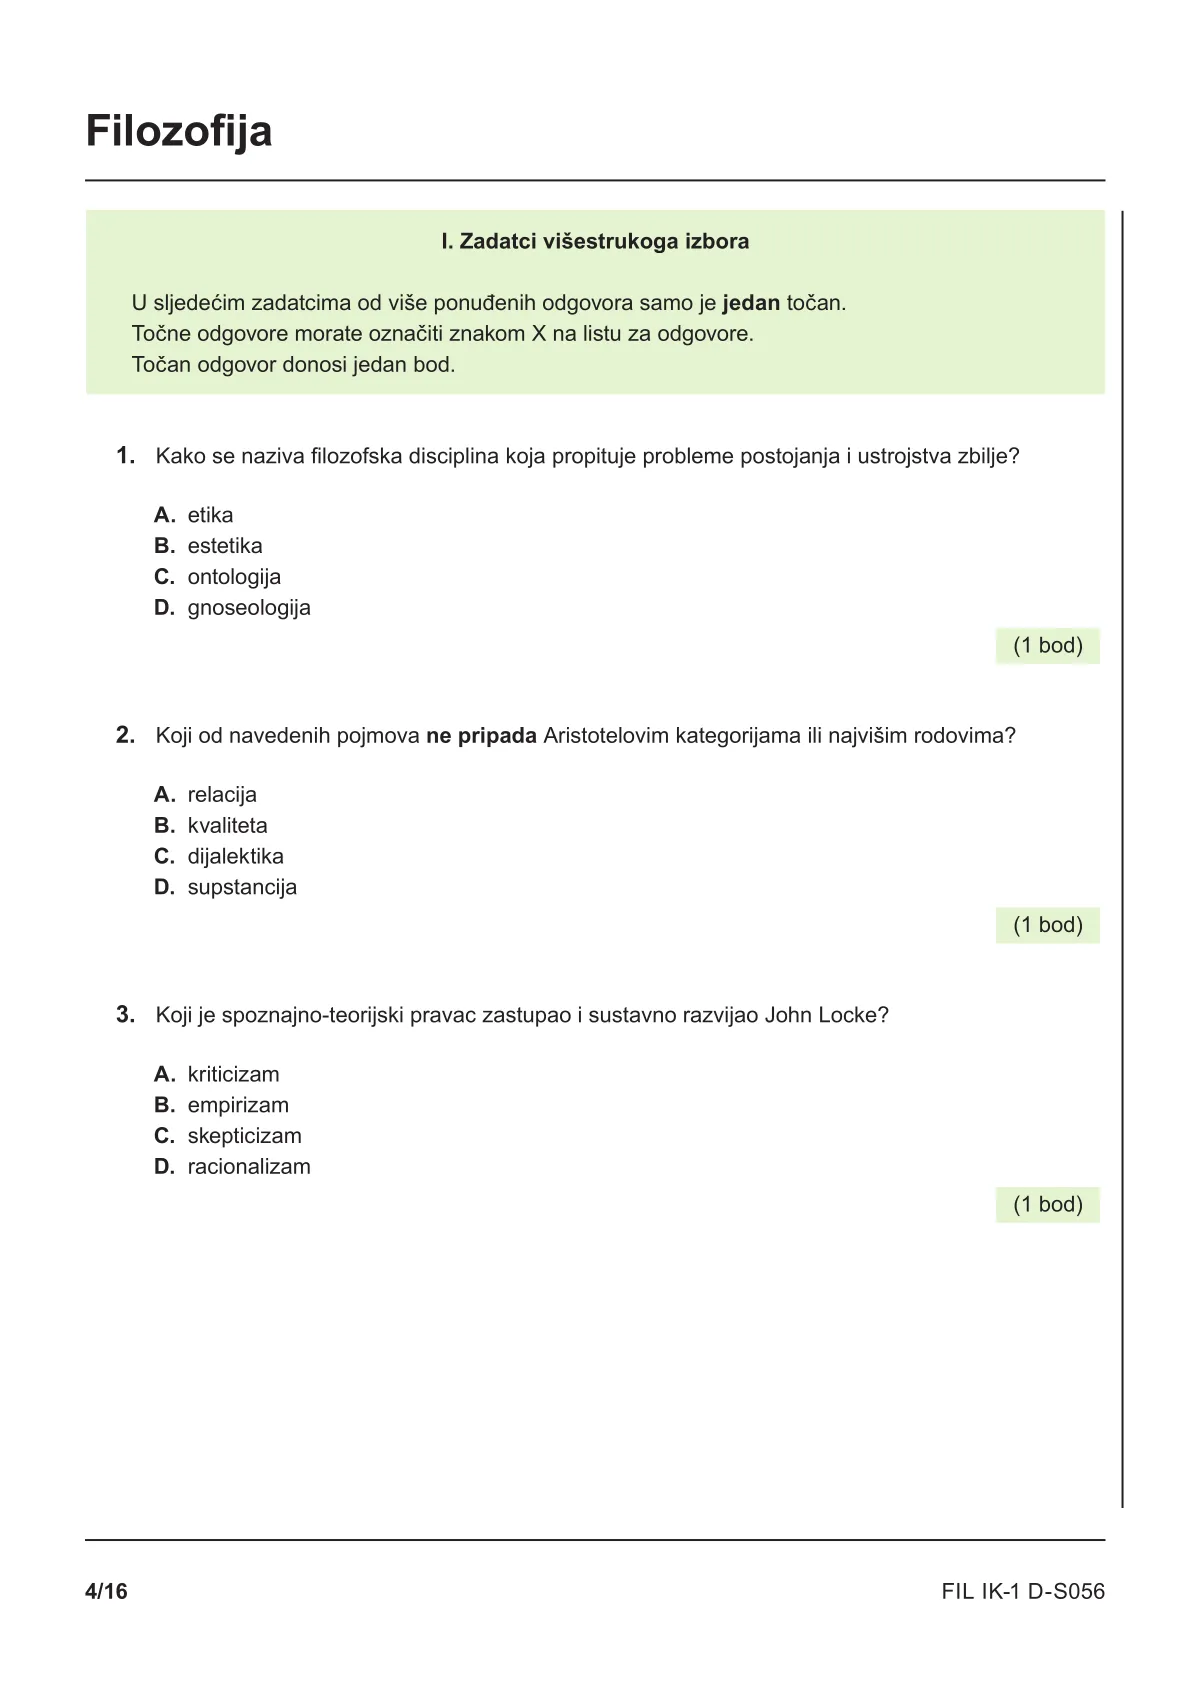 Filozofija
I. Zadatci višestrukoga izbora
U sljedećim zadatcima od više ponuđenih odgovora samo je jedan točan.
Točne odgovore morate označiti znakom X na listu za odgovore.
Točan odgovor donosi jedan bod.
1. Kako se naziva filozofska disciplina koja propituje probleme postojanja i ustrojstva zbilje?
A. etika
B. estetika
C. ontologija
D. gnoseologija
(1 bod)
2. Koji od navedenih pojmova ne pripada Aristotelovim kategorijama ili najvišim rodovima?
A. relacija
B. kvaliteta
C. dijalektika
D. supstancija
(1 bod)
3. Koji je spoznajno-teorijski pravac zastupao i sustavno razvijao John Locke?
A. kriticizam
B. empirizam
C. skepticizam
D. racionalizam
(1 bod)
4/16
FIL IK-1 D-S056